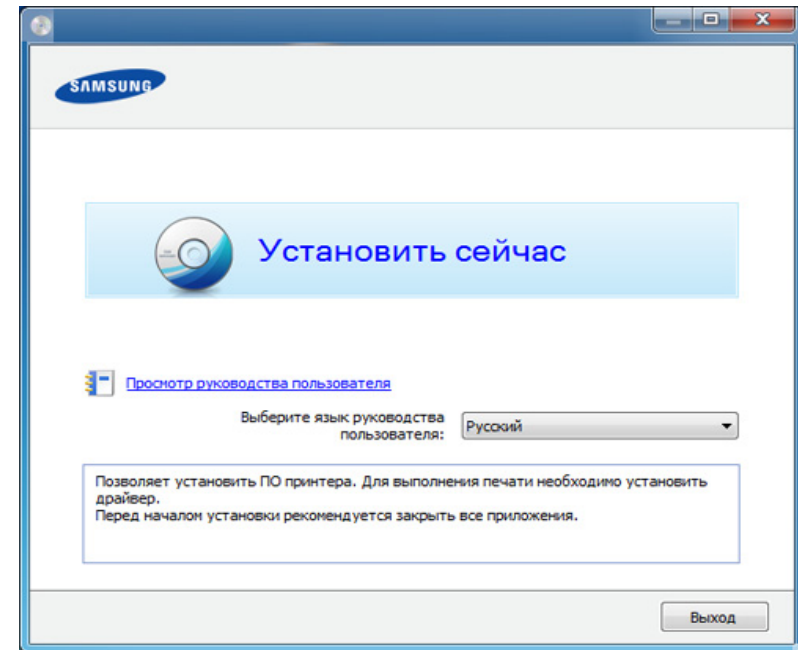 SAMSUNG
Установить сейчас
Просмотр руководства пользователя
Выберите язык руководства
пользователя:
Русский
Позволяет установить ПО принтера. Для выполнения печати необходимо установить
драйвер.
Перед началом установки рекомендуется закрыть все приложения.
Выход